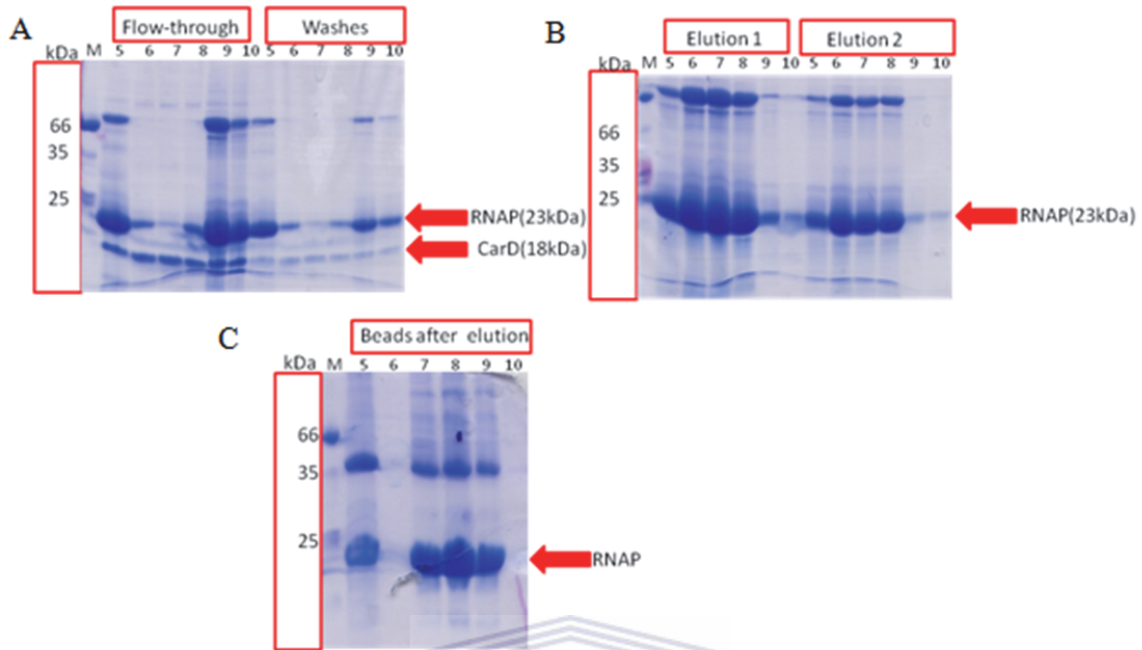 A
Flow-through Washes
kDa M 5 6 7 8 9 10 5 6 7 8 9 10
66
35
25
RNAP(23kDa)
CarD(18kDa)
B
Elution 1 Elution 2
kDa M 5 6 7 8 9 10 5 6 7 8 9 10
66
35
25
RNAP(23kDa)
C
Beads after elution
kDa M 5 6 7 8 9 10
66
35
25
RNAP